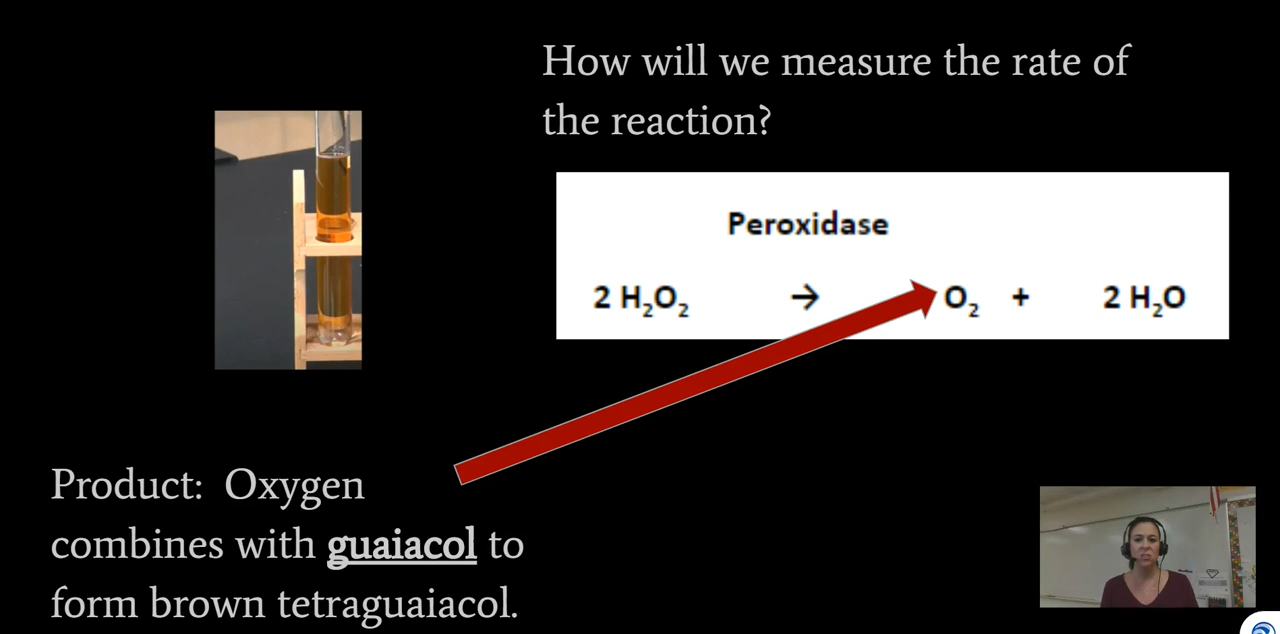 How will we measure the rate of
the reaction?
Peroxidase
2 H₂O₂ → O₂ + 2 H₂O
Product: Oxygen
combines with guaiacol to
form brown tetraguaiacol.